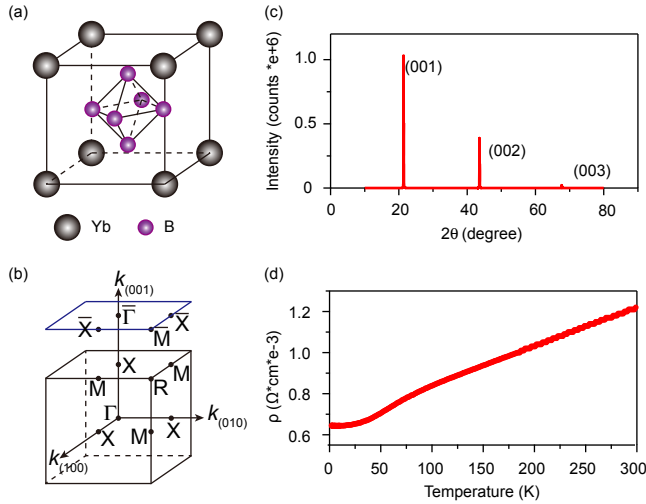 (a)
Yb
B
(b)
k(001)
Γ̅
X̅
X̅
M̅
X
M
M
R
Γ
k(010)
X
X
M
k(100)
(c)
Intensity (counts *e+6)
1.0
0.5
0
(001)
(002)
(003)
0 20 40 60 80
2θ (degree)
(d)
ρ (Ω*cm*e-3)
1.2
1.0
0.8
0.6
0 50 100 150 200 250 300
Temperature (K)